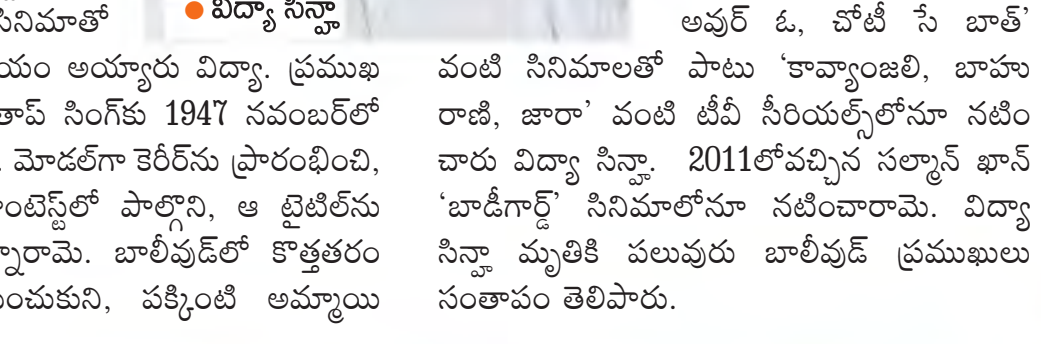 సినిమాతో
• విద్యా సిన్హా
యం అయ్యారు విద్యా. ప్రముఖ
తాప్ సింగ్‌కు 1947 నవంబర్‌లో
మోడల్‌గా కెరీర్‌ను ప్రారంభించి,
లో పాల్గొని, ఆ టైటిల్‌ను
న్నారామె. బాలీవుడ్‌లో కొత్తతరం
చుకుని, పక్కింటి అమ్మాయి
అవుర్ ఓ, చోటీ సే బాత్’
వంటి సినిమాలతో పాటు ‘కావ్యాంజలి, బాహు
రాణి, జారా’ వంటి టీవీ సీరియల్స్‌లోనూ నటిం
చారు విద్యా సిన్హా. 2011లోవచ్చిన సల్మాన్ ఖాన్
‘బాడీగార్డ్’ సినిమాలోనూ నటించారామె. విద్యా
సిన్హా మృతికి పలువురు బాలీవుడ్ ప్రముఖులు
సంతాపం తెలిపారు.